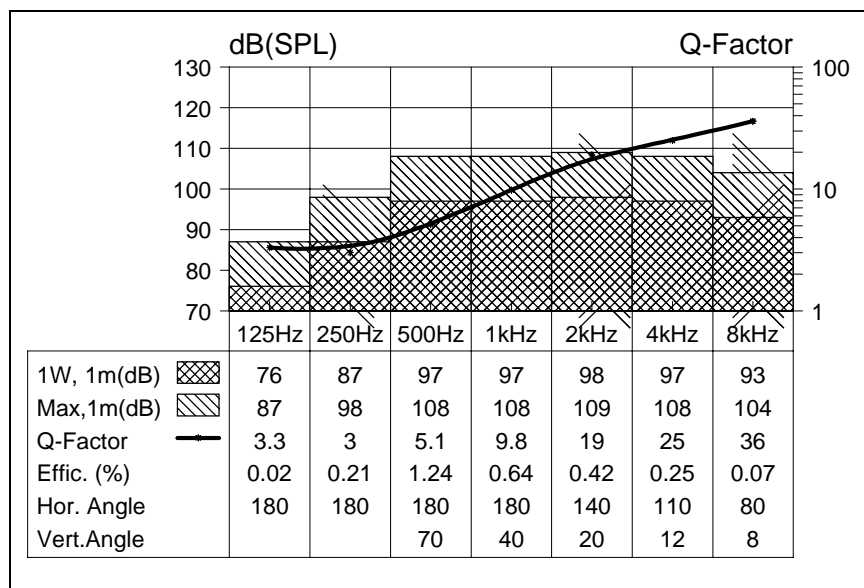 dB(SPL) Q-Factor
130 100
120
110
100 10
90
80
70 1
125Hz 250Hz 500Hz 1kHz 2kHz 4kHz 8kHz
1W, 1m(dB) 76 87 97 97 98 97 93
Max,1m(dB) 87 98 108 108 109 108 104
Q-Factor 3.3 3 5.1 9.8 19 25 36
Effic. (%) 0.02 0.21 1.24 0.64 0.42 0.25 0.07
Hor. Angle 180 180 180 180 140 110 80
Vert.Angle 70 40 20 12 8